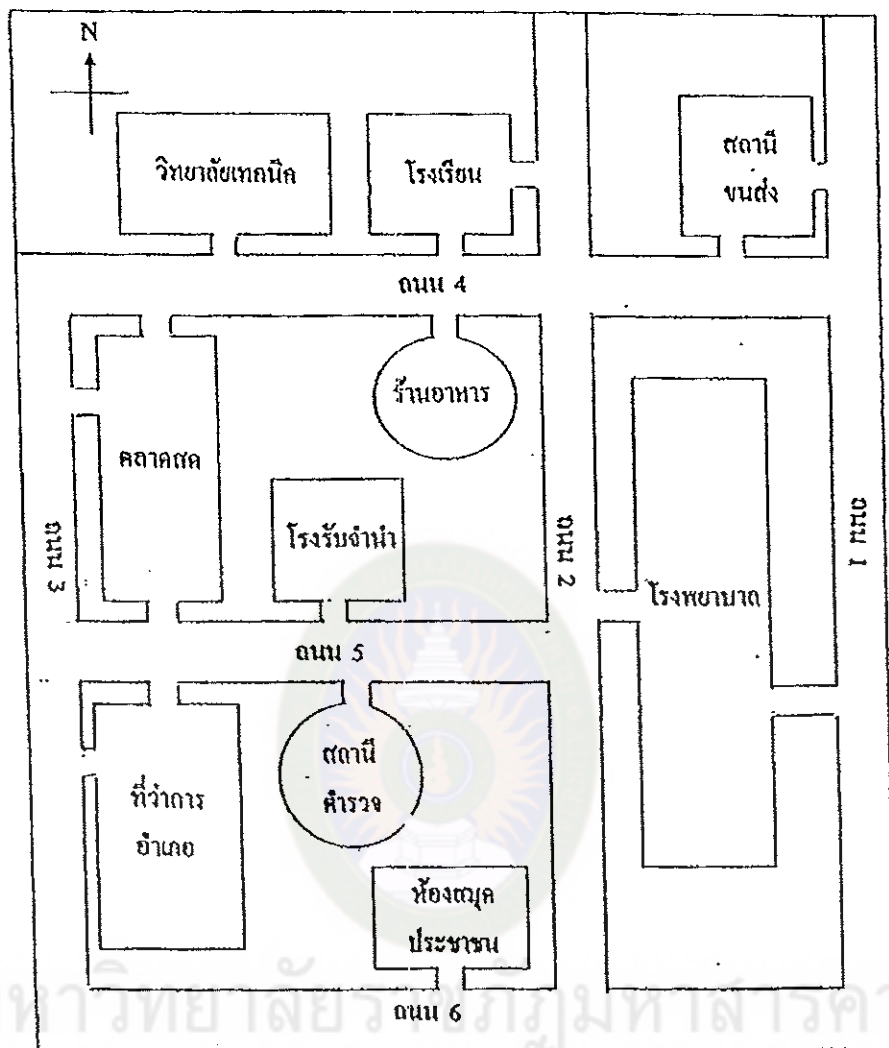 N
วิทยาลัยเทคนิค
โรงเรียน
สถานี
ขนส่ง
ถนน 4
ร้านอาหาร
ตลาดสด
โรงรับจำนำ
ถนน 3
ถนน 2
ถนน 1
โรงพยาบาล
ถนน 5
สถานี
ตำรวจ
ที่ว่าการ
อำเภอ
ห้องสมุด
ประชาชน
ถนน 6